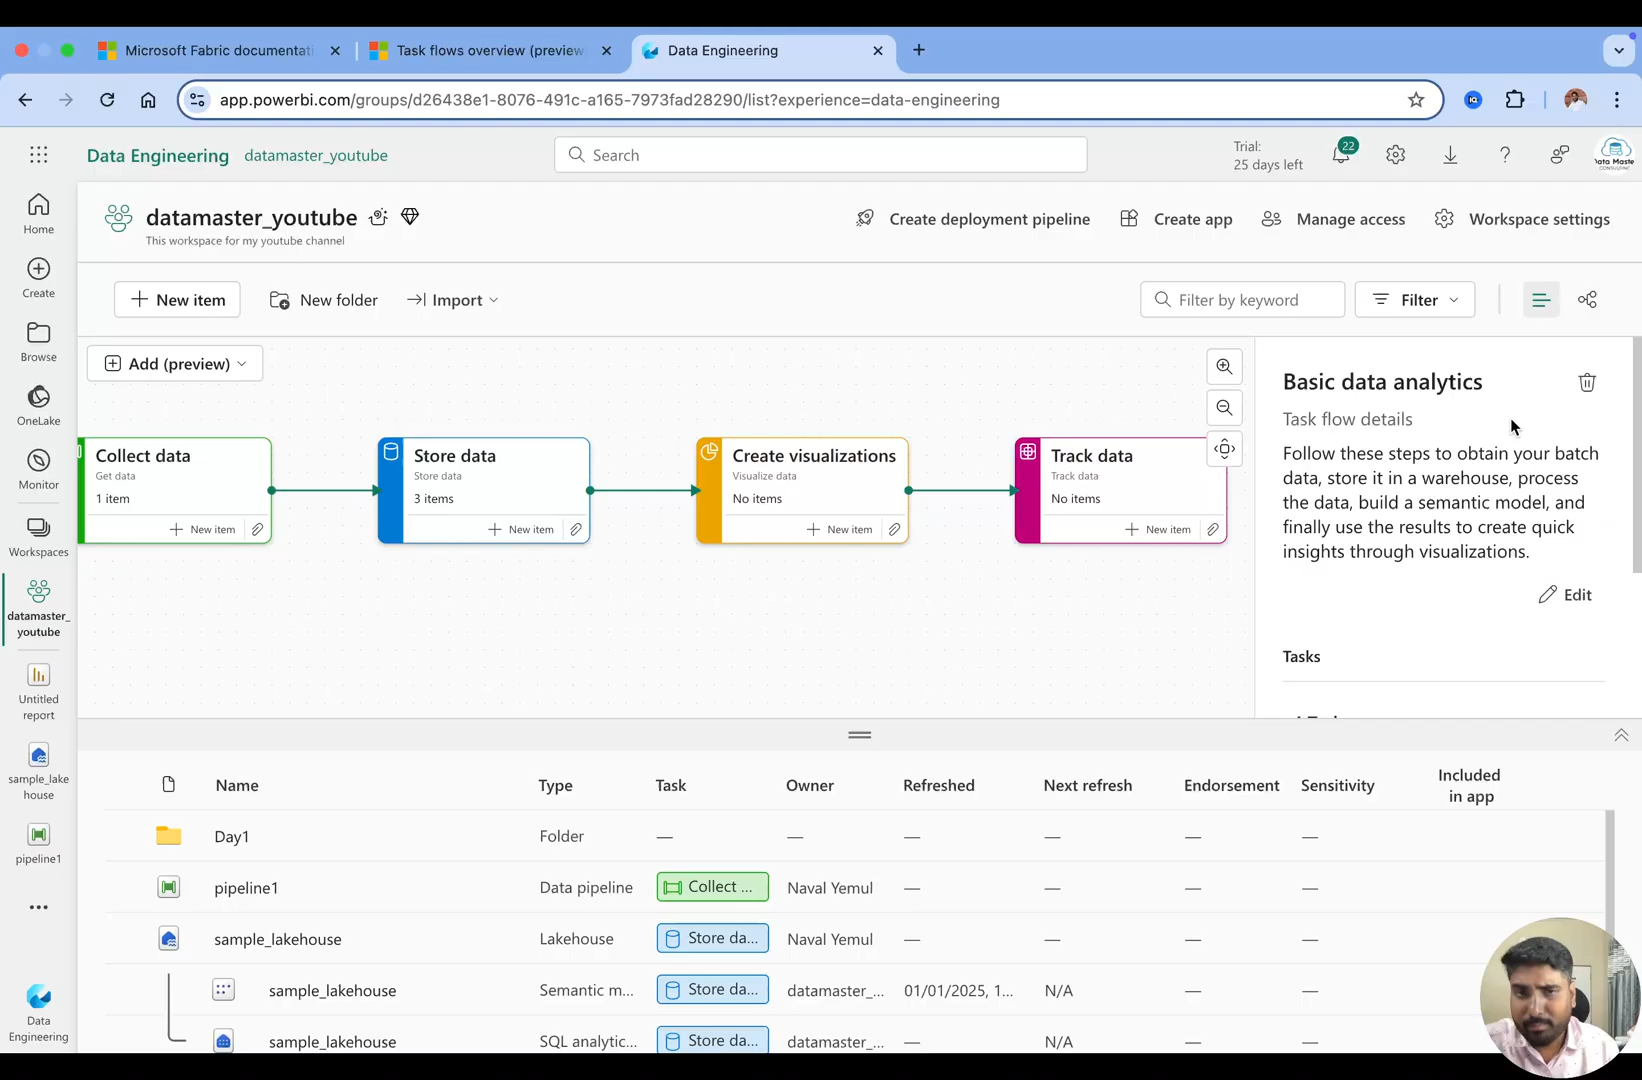 Microsoft Fabric documentati
Task flows overview (preview
Data Engineering
app.powerbi.com/groups/d26438e1-8076-491c-a165-7973fad28290/list?experience=data-engineering
Data Engineering
datamaster_youtube
Search
Trial:
25 days left
22
Data Maste
CONSULTING
Home
Create
Browse
OneLake
Monitor
Workspaces
datamaster_
youtube
Untitled
report
sample_lake
house
pipeline1
Data
Engineering
datamaster_youtube
This workspace for my youtube channel
Create deployment pipeline
Create app
Manage access
Workspace settings
New item
New folder
Import
Filter by keyword
Filter
Add (preview)
Collect data
Get data
1 item
New item
Store data
Store data
3 items
New item
Create visualizations
Visualize data
No items
New item
Track data
Track data
No items
New item
Basic data analytics
Task flow details
Follow these steps to obtain your batch
data, store it in a warehouse, process
the data, build a semantic model, and
finally use the results to create quick
insights through visualizations.
Edit
Tasks
Name Type Task Owner Refreshed Next refresh Endorsement Sensitivity Included
in app
Day1 Folder — — — — — —
pipeline1 Data pipeline Collect ... Naval Yemul — — — —
sample_lakehouse Lakehouse Store da... Naval Yemul — — — —
sample_lakehouse Semantic m... Store da... datamaster_... 01/01/2025, 1... N/A — —
sample_lakehouse SQL analytic... Store da... datamaster_... — N/A — —